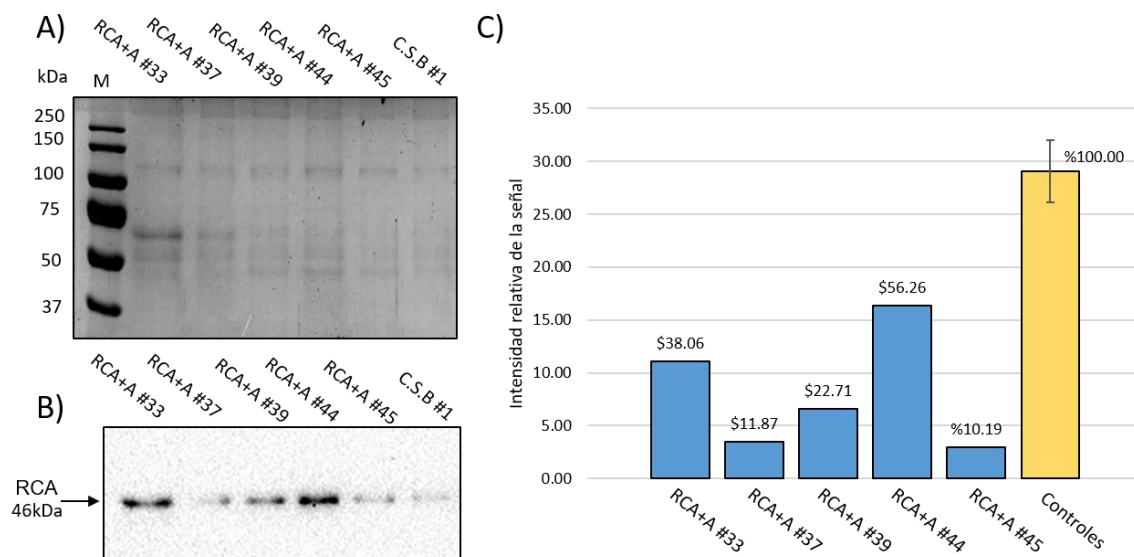 A)
RCA+A #33
RCA+A #37
RCA+A #39
RCA+A #44
RCA+A #45
C.S.B #1
kDa
M
250
150
100
75
50
37
B)
RCA+A #33
RCA+A #37
RCA+A #39
RCA+A #44
RCA+A #45
C.S.B #1
RCA
46kDa
C)
Intensidad relativa de la señal
35.00
30.00
25.00
20.00
15.00
10.00
5.00
0.00
$38.06
$11.87
$22.71
$56.26
%10.19
%100.00
RCA+A #33
RCA+A #37
RCA+A #39
RCA+A #44
RCA+A #45
Controles